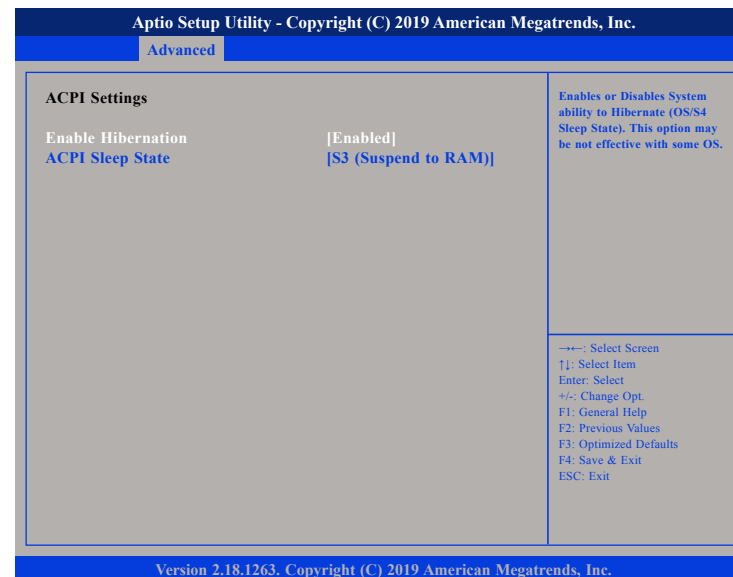 Aptio Setup Utility - Copyright (C) 2019 American Megatrends, Inc.
Advanced
ACPI Settings
Enable Hibernation [Enabled]
ACPI Sleep State [S3 (Suspend to RAM)]
Enables or Disables System
ability to Hibernate (OS/S4
Sleep State). This option may
be not effective with some OS.
→←: Select Screen
↑↓: Select Item
Enter: Select
+/-: Change Opt.
F1: General Help
F2: Previous Values
F3: Optimized Defaults
F4: Save & Exit
ESC: Exit
Version 2.18.1263. Copyright (C) 2019 American Megatrends, Inc.